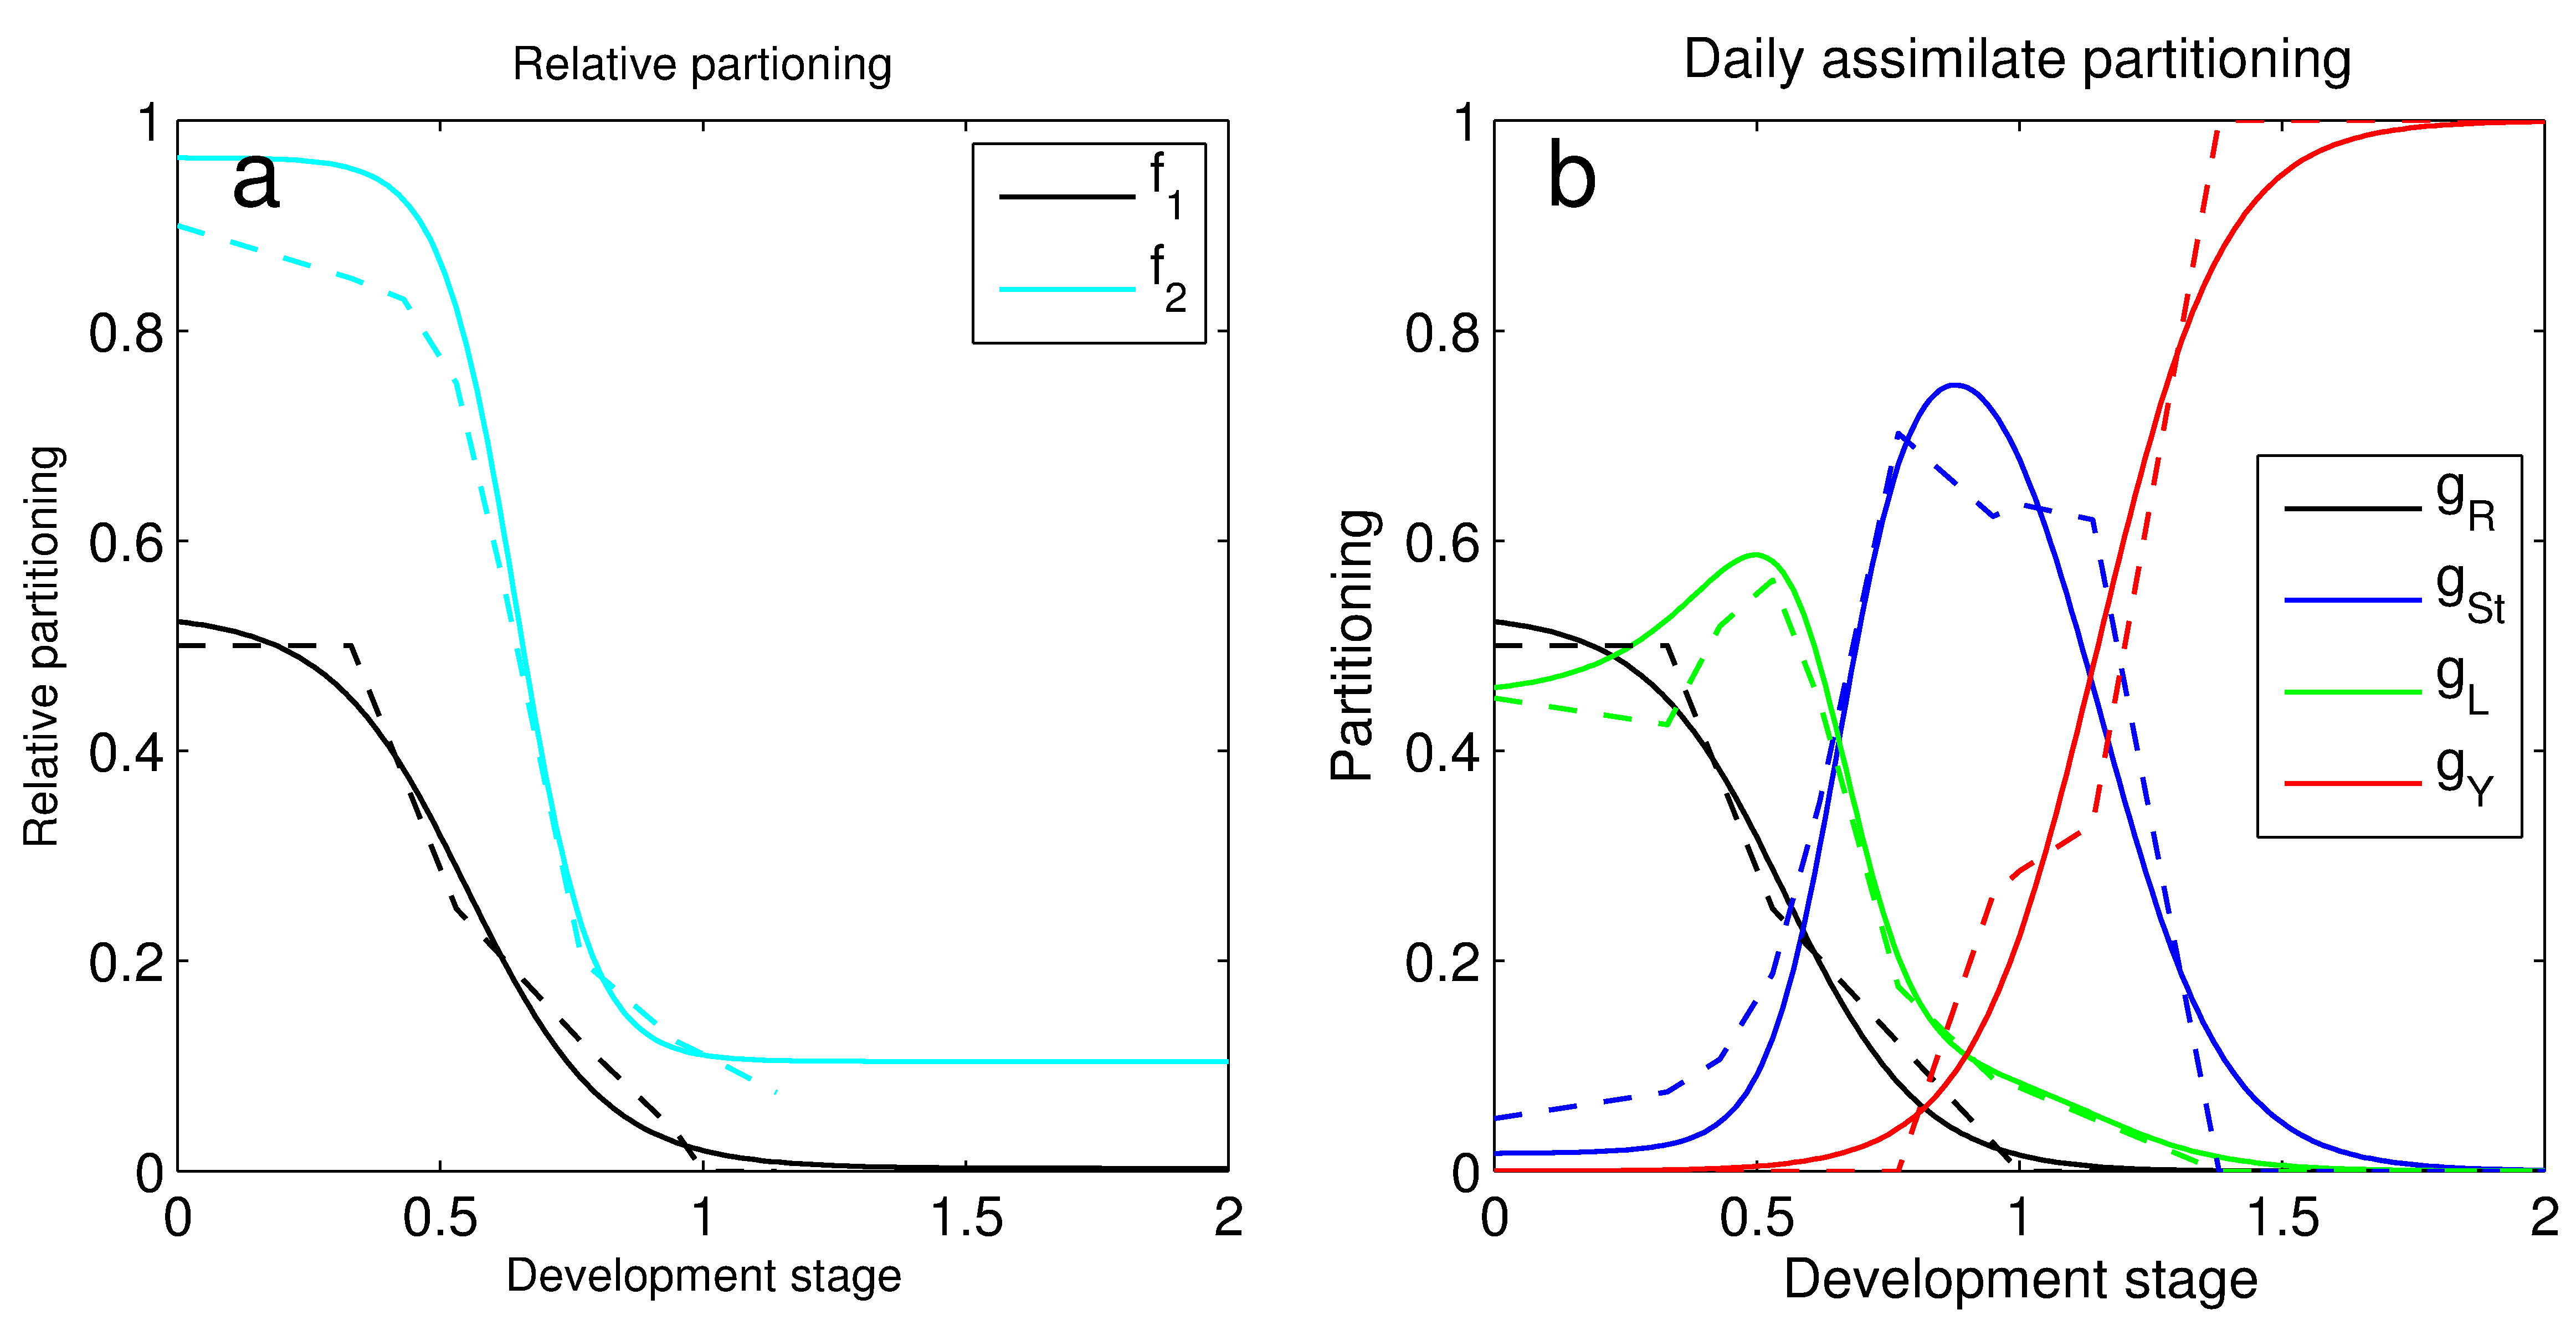 Relative partioning
Relative partitioning
1
0.8
0.6
0.4
0.2
0
a
f1
f2
0 0.5 1 1.5 2
Development stage
Daily assimilate partitioning
Partitioning
1
0.8
0.6
0.4
0.2
0
b
gR
gSt
gL
gY
0 0.5 1 1.5 2
Development stage